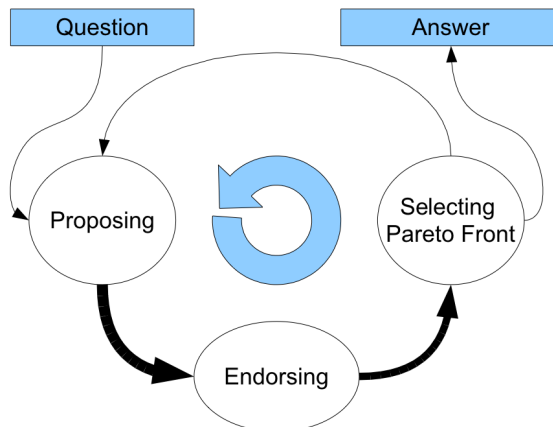 Question
Answer
Proposing
Selecting
Pareto Front
Endorsing